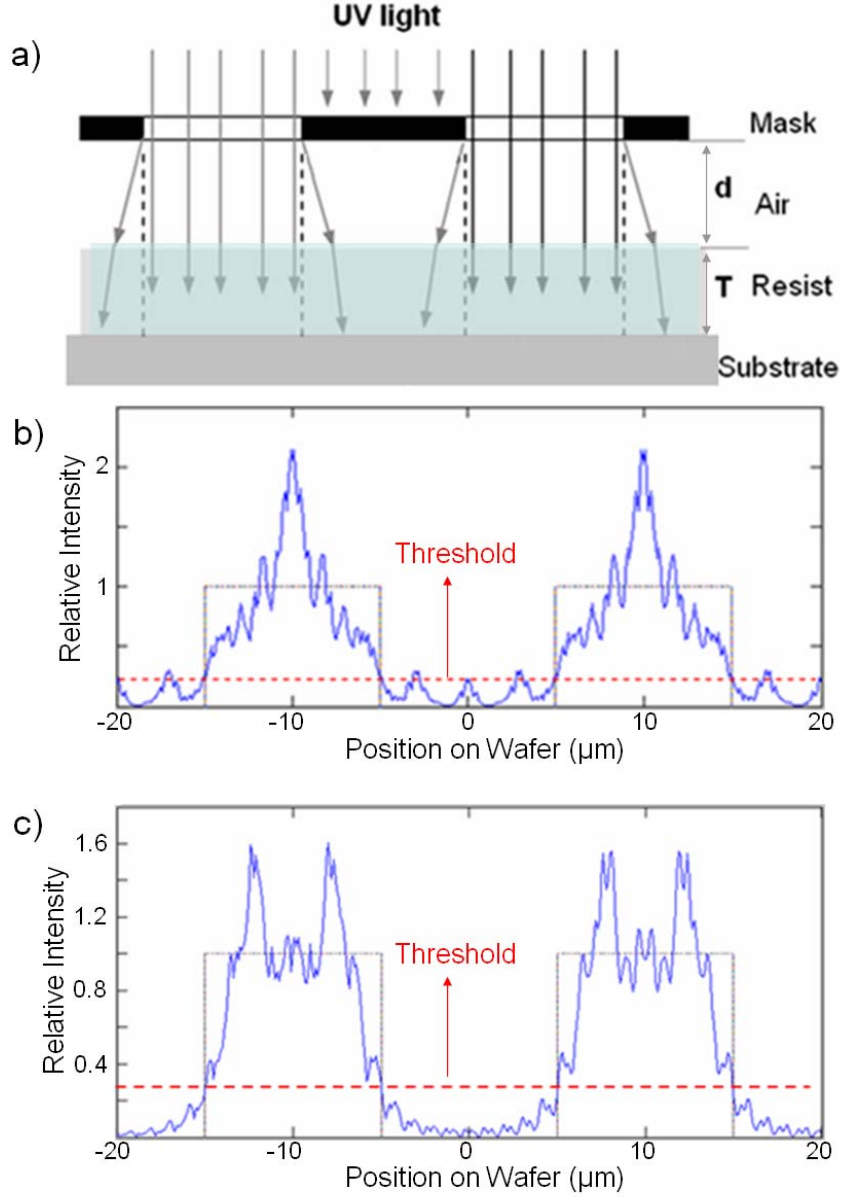 UV light
a)
Mask
d
Air
T Resist
Substrate
b)
2
Relative Intensity
Threshold
1
-20 -10 0 10 20
Position on Wafer (µm)
c)
1.6
Relative Intensity
1.2
Threshold
0.8
0.4
-20 -10 0 10 20
Position on Wafer (µm)